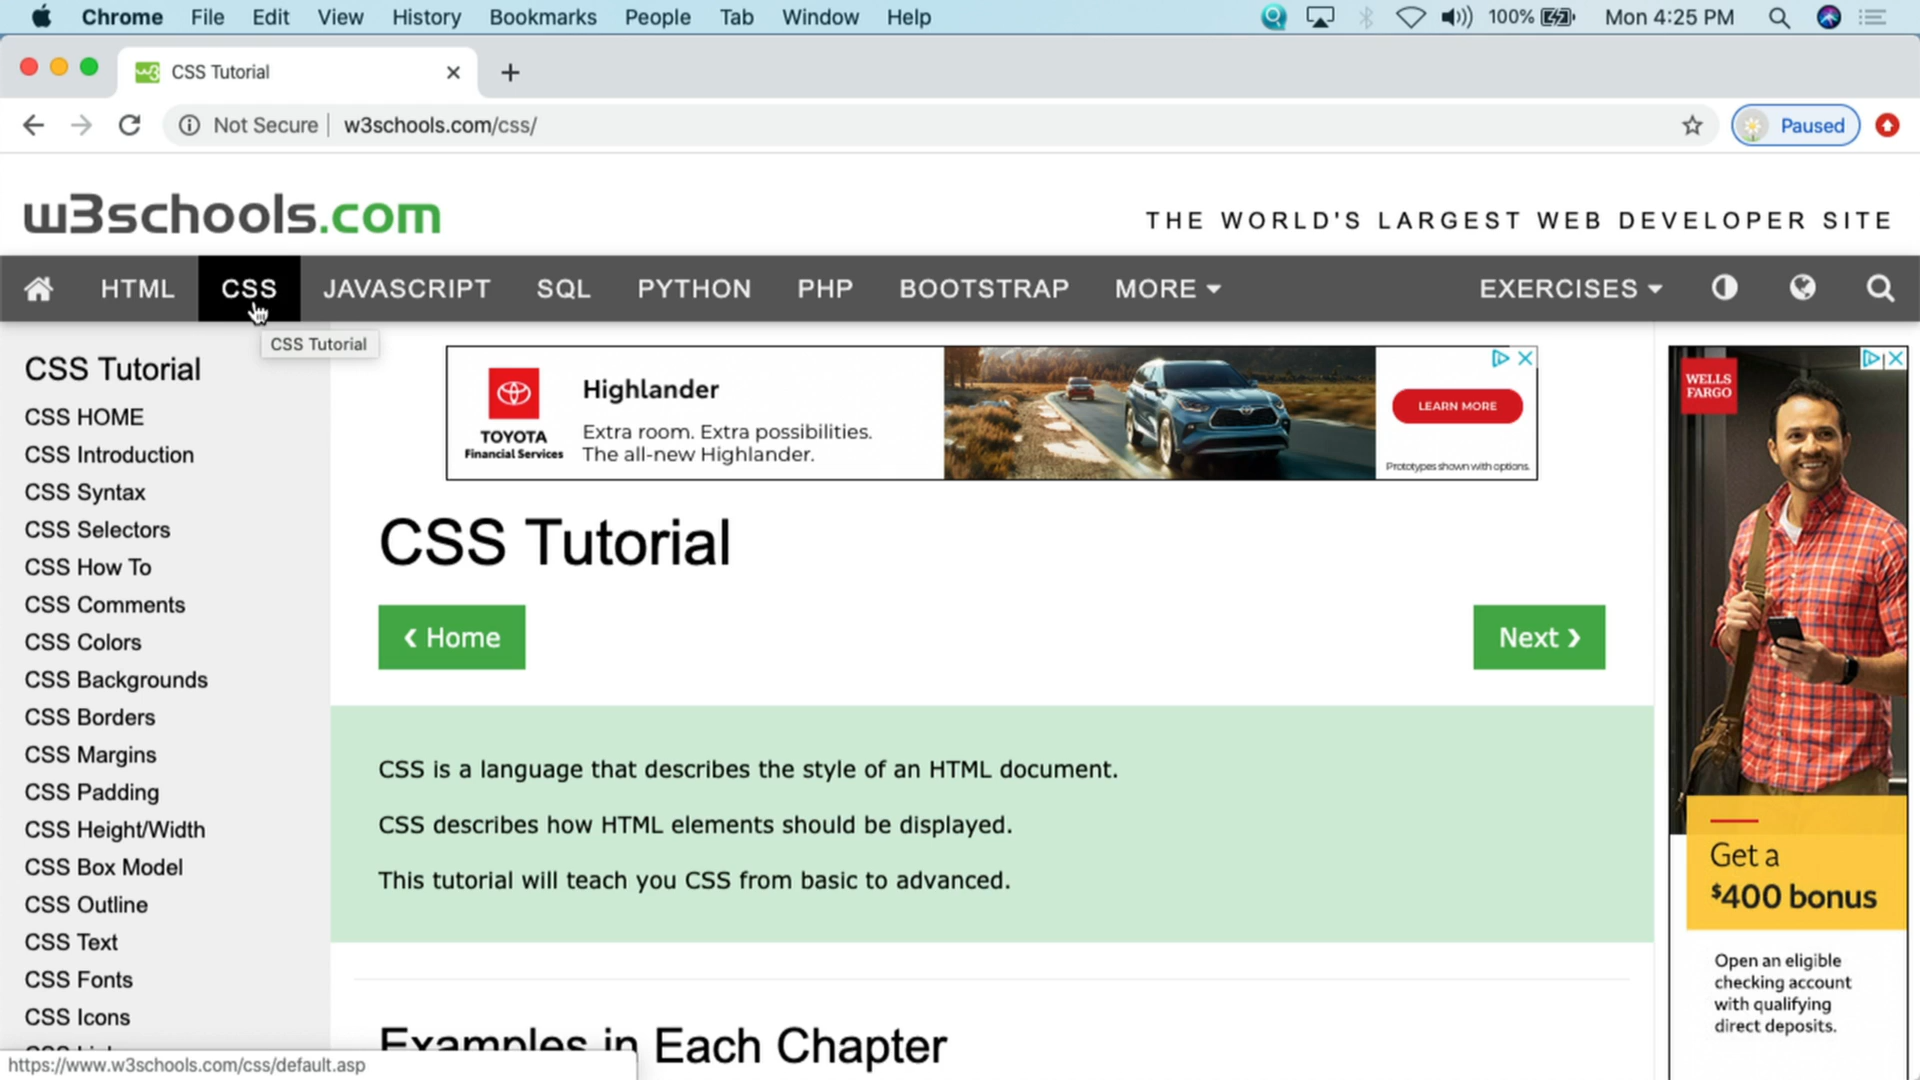 Chrome File Edit View History Bookmarks People Tab Window Help 100% Mon 4:25 PM
CSS Tutorial
Not Secure w3schools.com/css/ Paused
w3schools.com
THE WORLD'S LARGEST WEB DEVELOPER SITE
HTML CSS JAVASCRIPT SQL PYTHON PHP BOOTSTRAP MORE EXERCISES
CSS Tutorial
CSS Tutorial
CSS HOME
CSS Introduction
CSS Syntax
CSS Selectors
CSS How To
CSS Comments
CSS Colors
CSS Backgrounds
CSS Borders
CSS Margins
CSS Padding
CSS Height/Width
CSS Box Model
CSS Outline
CSS Text
CSS Fonts
CSS Icons
https://www.w3schools.com/css/default.asp
TOYOTA
Financial Services
Highlander
Extra room. Extra possibilities.
The all-new Highlander.
LEARN MORE
Prototypes shown with options.
CSS Tutorial
❮ Home
Next ❯
CSS is a language that describes the style of an HTML document.
CSS describes how HTML elements should be displayed.
This tutorial will teach you CSS from basic to advanced.
Examples in Each Chapter
WELLS
FARGO
Get a
$400 bonus
Open an eligible
checking account
with qualifying
direct deposits.